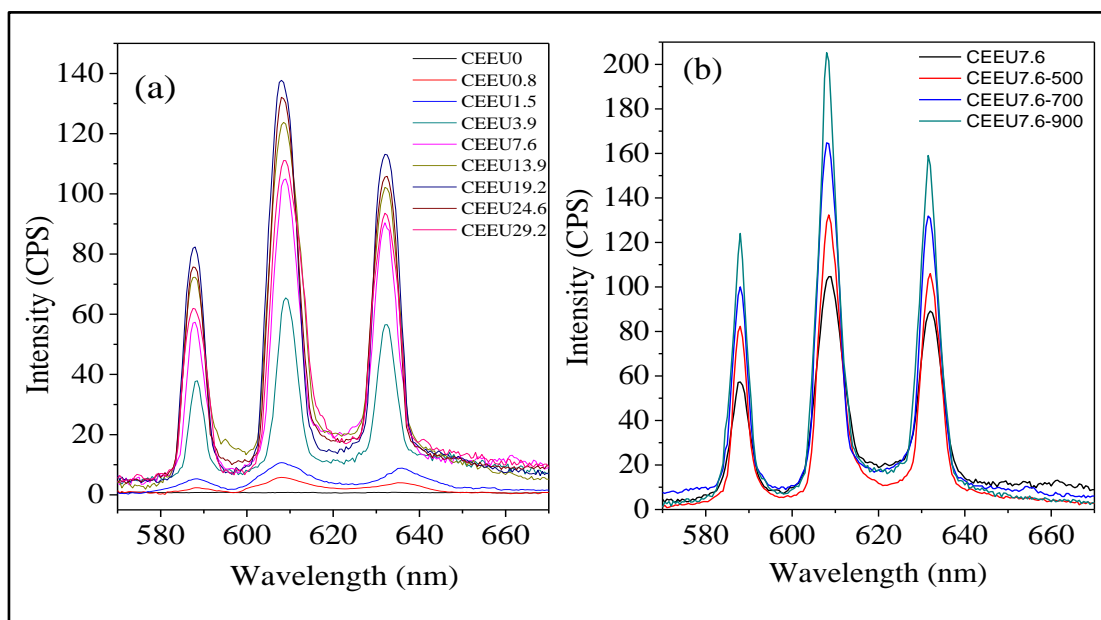 (a)
CEEU0
CEEU0.8
CEEU1.5
CEEU3.9
CEEU7.6
CEEU13.9
CEEU19.2
CEEU24.6
CEEU29.2
140
120
100
80
60
40
20
0
Intensity (CPS)
580 600 620 640 660
Wavelength (nm)
(b)
CEEU7.6
CEEU7.6-500
CEEU7.6-700
CEEU7.6-900
200
180
160
140
120
100
80
60
40
20
0
Intensity (CPS)
580 600 620 640 660
Wavelength (nm)